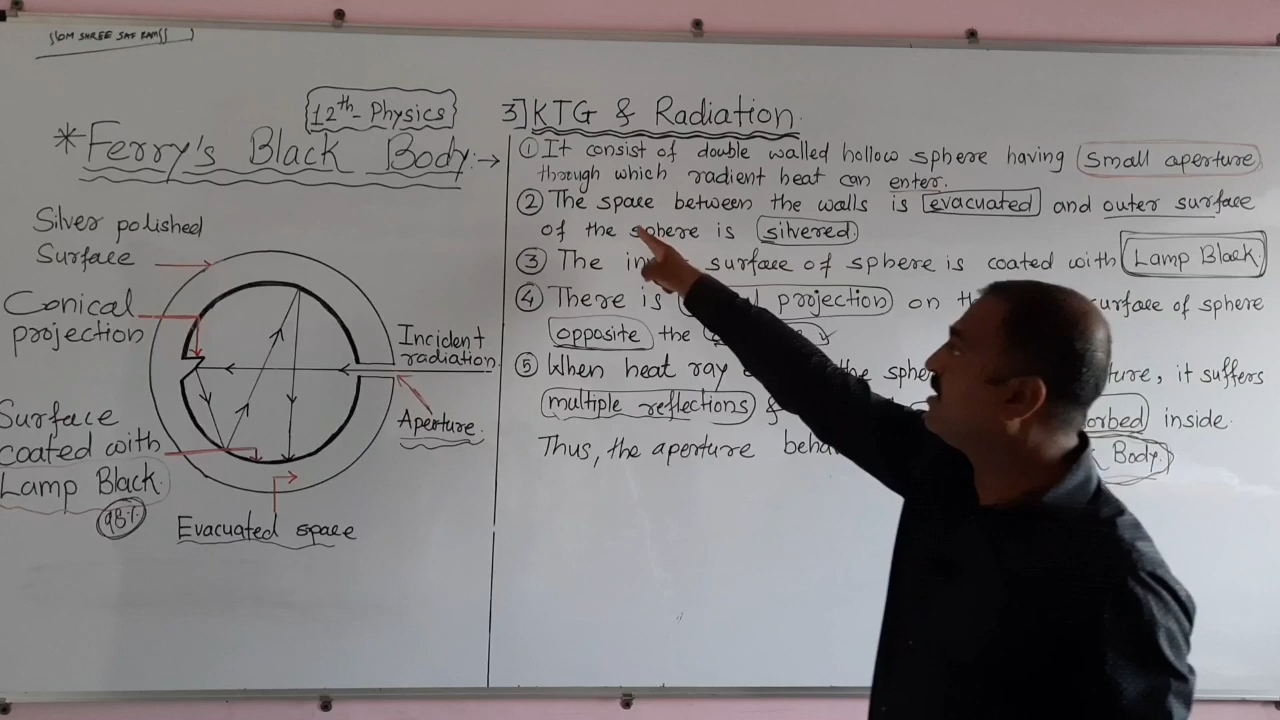 ||OM SHREE SAI RAM||
12th- Physics
*Ferry's Black Body:→
Silver polished
Surface
Conical
projection
Surface
coated with
Lamp Black
98%
Incident
radiation
Aperture
Evacuated space
3] KTG & Radiation
① It consist of double walled hollow sphere having small aperture
through which radient heat can enter.
② The space between the walls is evacuated and outer surface
of the sphere is silvered
③ The surface of sphere is coated with Lamp Black
④ There is projection on surface of sphere
opposite the
⑤ When heat ray the it suffers
multiple reflections & inside.
Thus, the aperture Body.